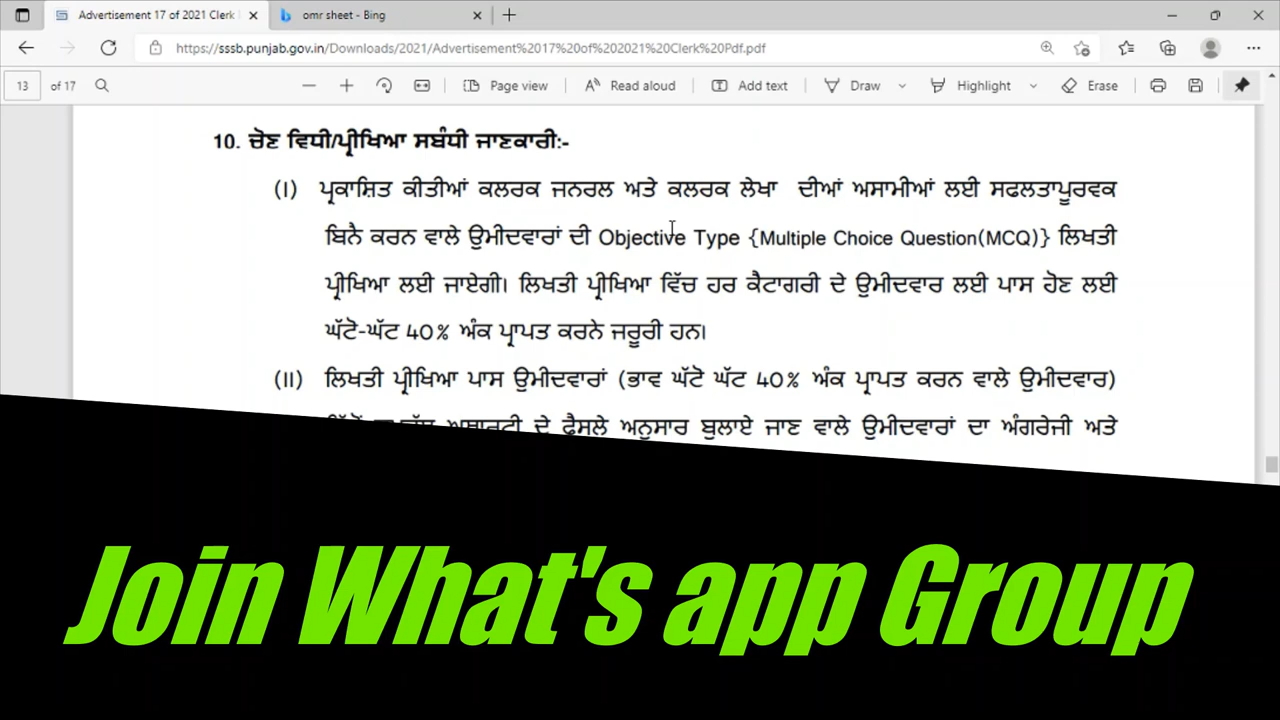 Advertisement 17 of 2021 Clerk
omr sheet - Bing
https://sssb.punjab.gov.in/Downloads/2021/Advertisement%2017%20of%202021%20Clerk%20Pdf.pdf
13 of 17 Page view Read aloud Add text Draw Highlight Erase
10. ਚੋਣ ਵਿਧੀ/ਪ੍ਰੀਖਿਆ ਸਬੰਧੀ ਜਾਣਕਾਰੀ:-
(I) ਪ੍ਰਕਾਸ਼ਿਤ ਕੀਤੀਆਂ ਕਲਰਕ ਜਨਰਲ ਅਤੇ ਕਲਰਕ ਲੇਖਾ ਦੀਆਂ ਅਸਾਮੀਆਂ ਲਈ ਸਫਲਤਾਪੂਰਵਕ
ਬਿਨੈ ਕਰਨ ਵਾਲੇ ਉਮੀਦਵਾਰਾਂ ਦੀ Objective Type {Multiple Choice Question(MCQ)} ਲਿਖਤੀ
ਪ੍ਰੀਖਿਆ ਲਈ ਜਾਏਗੀ। ਲਿਖਤੀ ਪ੍ਰੀਖਿਆ ਵਿੱਚ ਹਰ ਕੈਟਾਗਰੀ ਦੇ ਉਮੀਦਵਾਰ ਲਈ ਪਾਸ ਹੋਣ ਲਈ
ਘੱਟੋ-ਘੱਟ 40% ਅੰਕ ਪ੍ਰਾਪਤ ਕਰਨੇ ਜਰੂਰੀ ਹਨ।
(II) ਲਿਖਤੀ ਪ੍ਰੀਖਿਆ ਪਾਸ ਉਮੀਦਵਾਰਾਂ (ਭਾਵ ਘੱਟੋ ਘੱਟ 40% ਅੰਕ ਪ੍ਰਾਪਤ ਕਰਨ ਵਾਲੇ ਉਮੀਦਵਾਰ)
ਦੇ ਫੈਸਲੇ ਅਨੁਸਾਰ ਬੁਲਾਏ ਜਾਣ ਵਾਲੇ ਉਮੀਦਵਾਰਾਂ ਦਾ ਅੰਗਰੇਜੀ ਅਤੇ
Join What's app Group